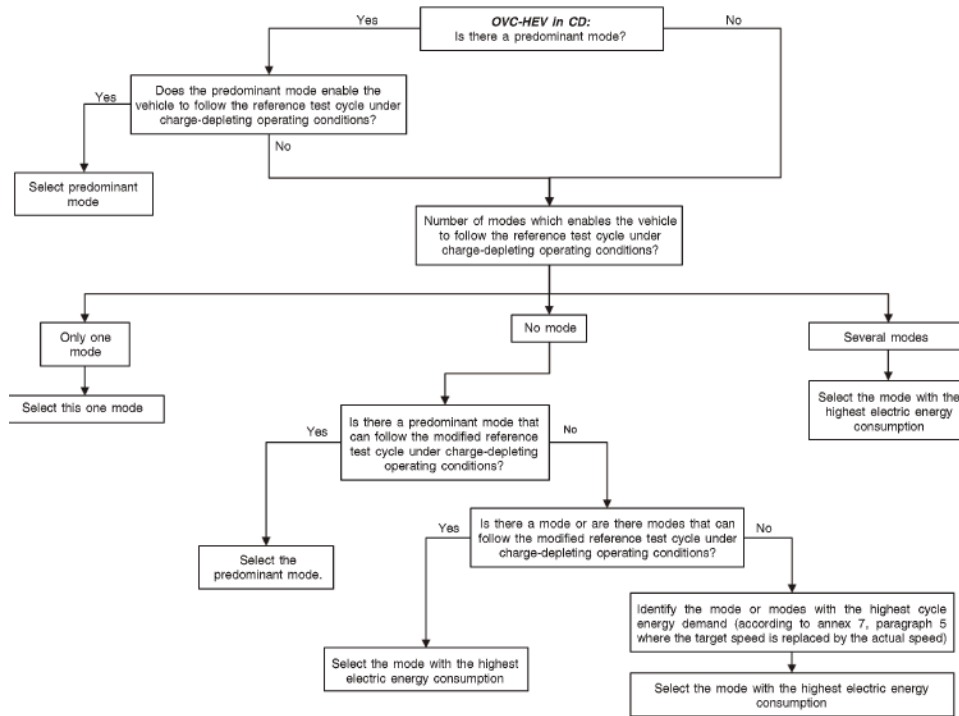 OVC-HEV in CD:
Is there a predominant mode?
Yes
No
Does the predominant mode enable the
vehicle to follow the reference test cycle under
charge-depleting operating conditions?
Yes
No
Select predominant
mode
Number of modes which enables the vehicle
to follow the reference test cycle under
charge-depleting operating conditions?
Only one
mode
No mode
Several modes
Select this one mode
Select the mode with the
highest electric energy
consumption
Is there a predominant mode that
can follow the modified reference
test cycle under charge-depleting
operating conditions?
Yes
No
Select the
predominant mode.
Is there a mode or are there modes that can
follow the modified reference test cycle under
charge-depleting operating conditions?
Yes
No
Select the mode with the highest
electric energy consumption
Identify the mode or modes with the highest cycle
energy demand (according to annex 7, paragraph 5
where the target speed is replaced by the actual speed)
Select the mode with the highest electric energy
consumption